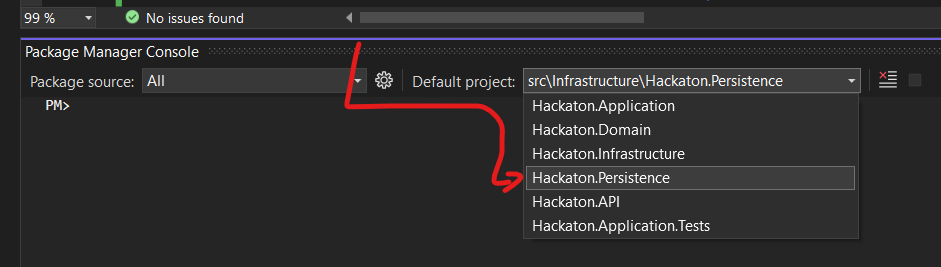 99 %
No issues found
Package Manager Console
Package source: All
Default project: src\Infrastructure\Hackaton.Persistence
PM>
Hackaton.Application
Hackaton.Domain
Hackaton.Infrastructure
Hackaton.Persistence
Hackaton.API
Hackaton.Application.Tests